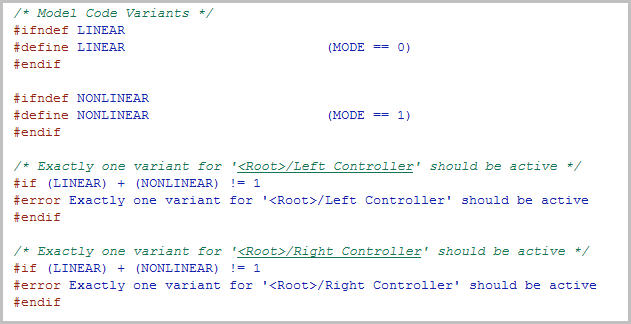 /* Model Code Variants */
#ifndef LINEAR
#define LINEAR (MODE == 0)
#endif
#ifndef NONLINEAR
#define NONLINEAR (MODE == 1)
#endif
/* Exactly one variant for '<Root>/Left Controller' should be active */
#if (LINEAR) + (NONLINEAR) != 1
#error Exactly one variant for '<Root>/Left Controller' should be active
#endif
/* Exactly one variant for '<Root>/Right Controller' should be active */
#if (LINEAR) + (NONLINEAR) != 1
#error Exactly one variant for '<Root>/Right Controller' should be active
#endif